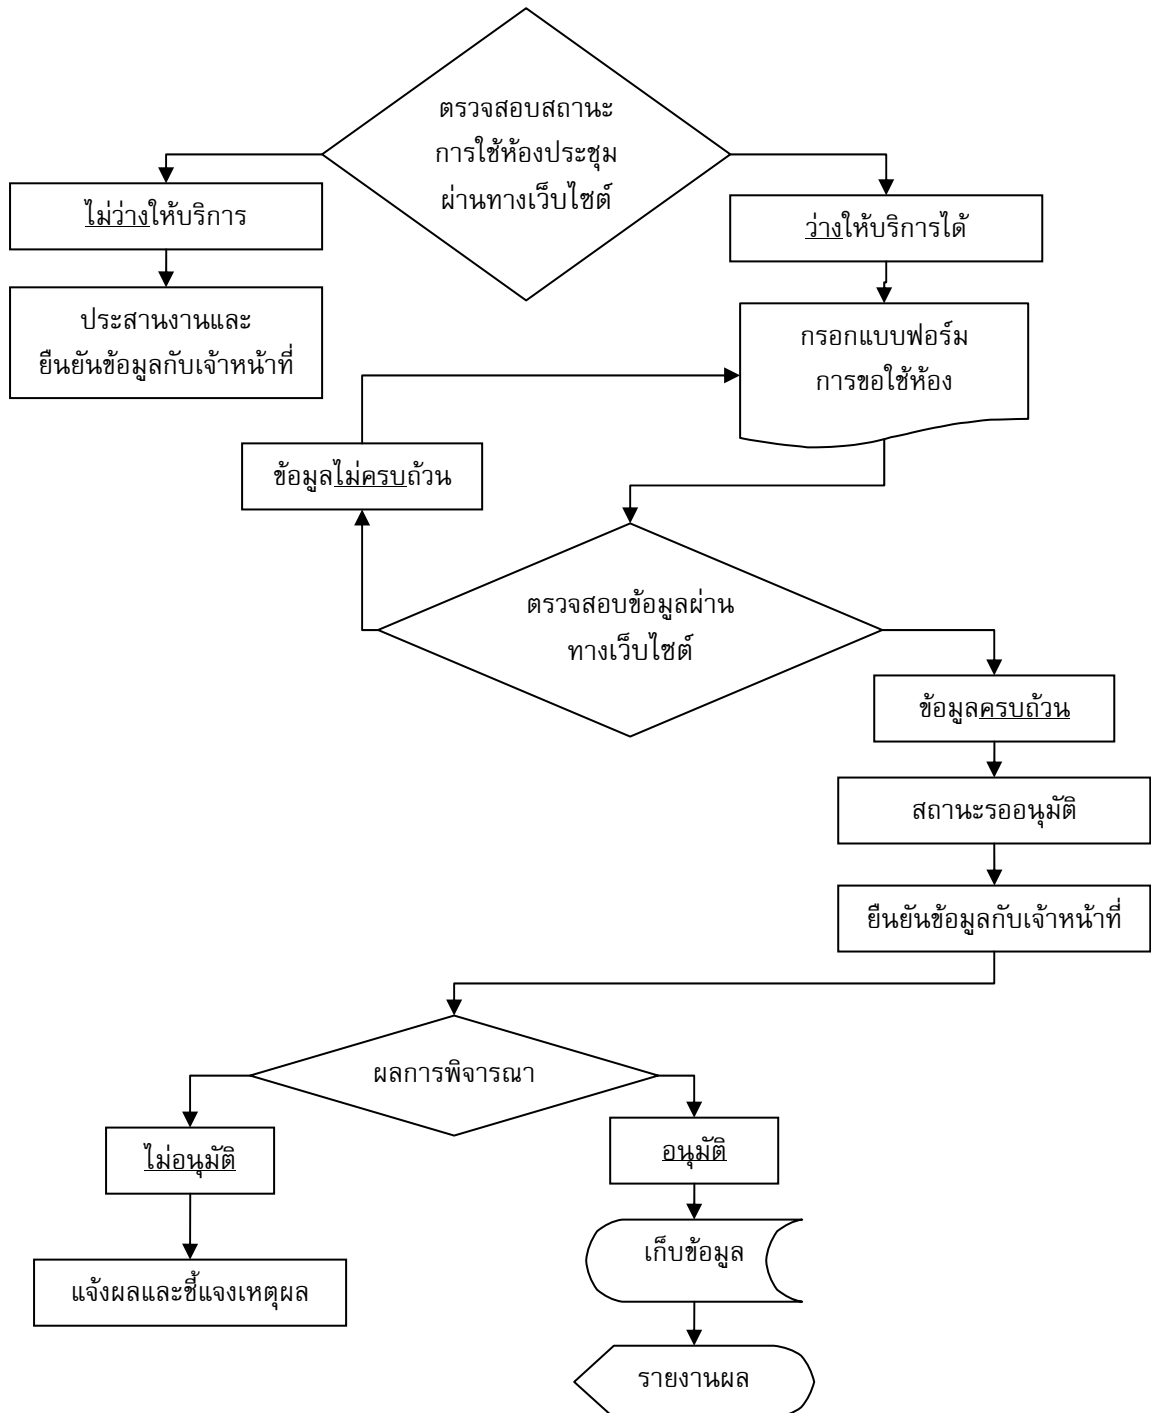 ตรวจสอบสถานะ
การใช้ห้องประชุม
ผ่านทางเว็บไซต์
ไม่ว่างให้บริการ
ว่างให้บริการได้
ประสานงานและ
ยืนยันข้อมูลกับเจ้าหน้าที่
กรอกแบบฟอร์ม
การขอใช้ห้อง
ข้อมูลไม่ครบถ้วน
ตรวจสอบข้อมูลผ่าน
ทางเว็บไซต์
ข้อมูลครบถ้วน
สถานะรออนุมัติ
ยืนยันข้อมูลกับเจ้าหน้าที่
ผลการพิจารณา
ไม่อนุมัติ
อนุมัติ
เก็บข้อมูล
แจ้งผลและชี้แจงเหตุผล
รายงานผล